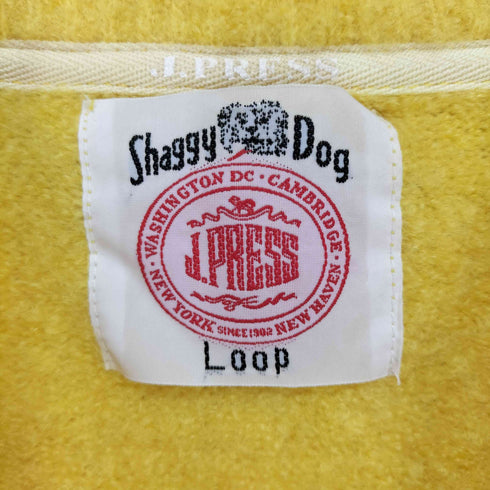 J.PRESS
Shaggy Dog
WASHINGTON DC · CAMBRIDGE ·
J.PRESS
· NEW YORK SINCE 1902 NEW HAVEN
Loop